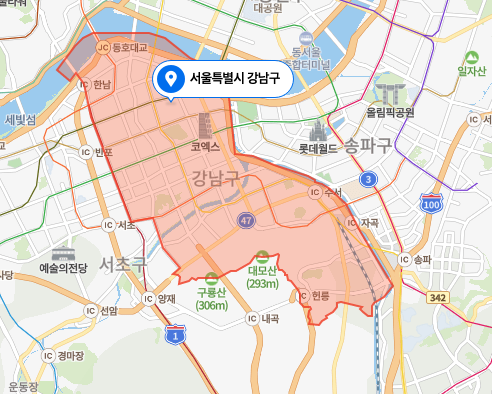 대공원
JC 등호대교
동서울
종합터미널
서울특별시 강남구
일자산
IC 한남
올림픽공원
세빛섬
코엑스
롯데월드
송파구
IC 반포
강남구
3
IC 수서
100
47
IC 서초
IC 자곡
예술의전당
서초구
대모산
(293m)
IC 송파
구룡산
(306m)
IC 헌릉
342
IC 양재
IC 선암
IC 내곡
1
IC 경마장
운동장